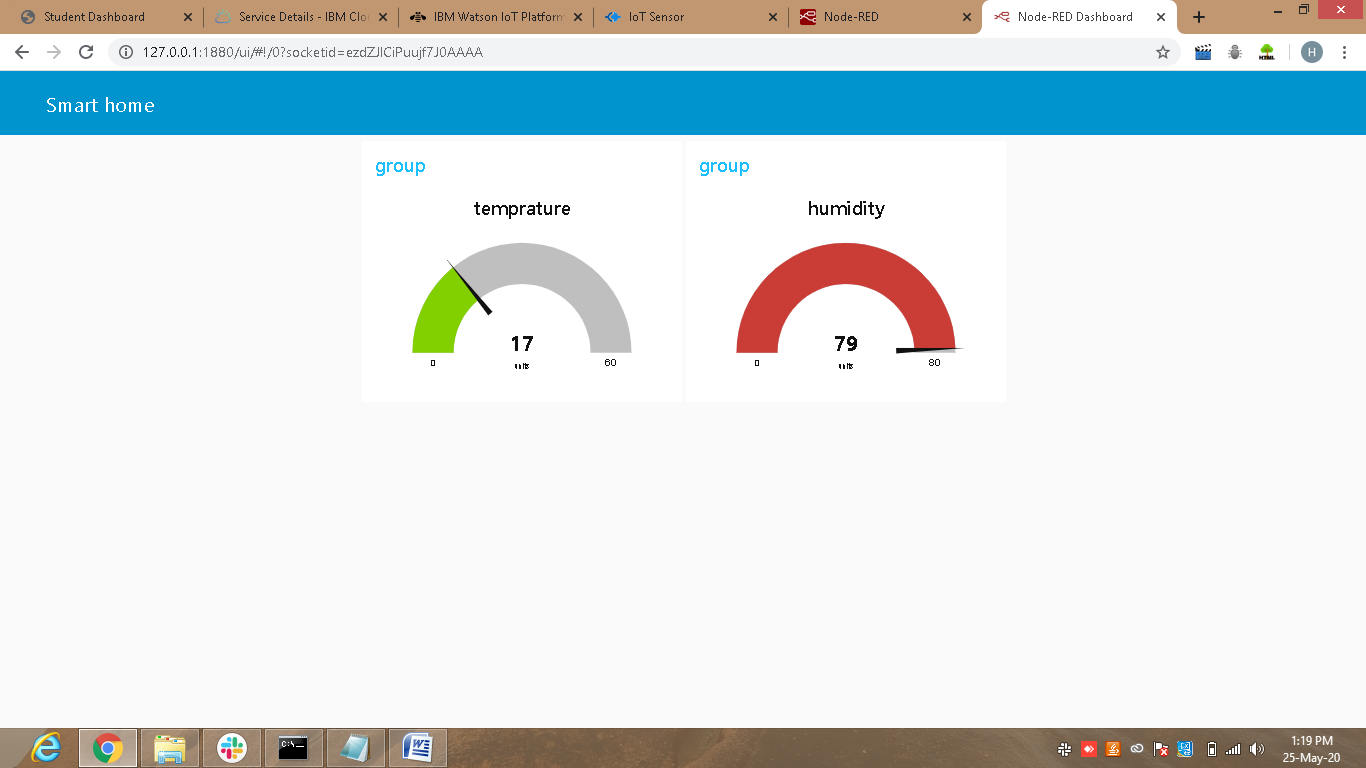 Student Dashboard
Service Details - IBM Clo
IBM Watson IoT Platform
IoT Sensor
Node-RED
Node-RED Dashboard
127.0.0.1:1880/ui/#!/0?socketid=ezdZJlCiPuujf7J0AAAA
HTML
H
Smart home
group
temprature
17
units
0
60
group
humidity
79
units
0
80
C:\_
1:19 PM
25-May-20